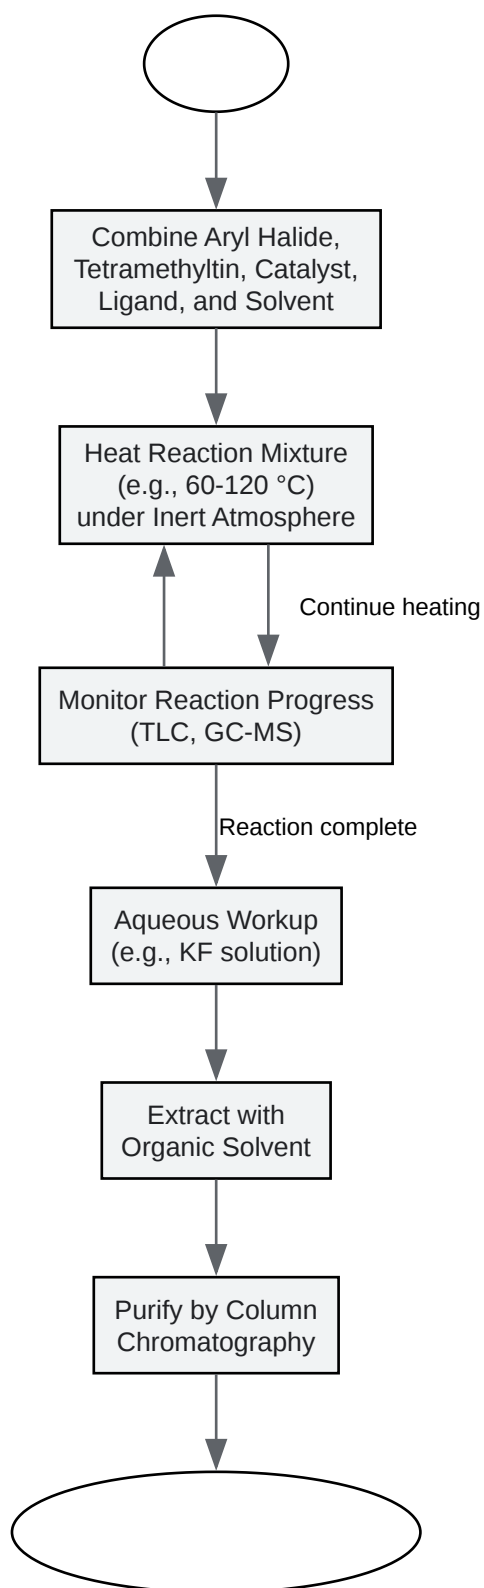 Combine Aryl Halide,
Tetramethyltin, Catalyst,
Ligand, and Solvent
Heat Reaction Mixture
(e.g., 60-120 °C)
under Inert Atmosphere
Continue heating
Monitor Reaction Progress
(TLC, GC-MS)
Reaction complete
Aqueous Workup
(e.g., KF solution)
Extract with
Organic Solvent
Purify by Column
Chromatography